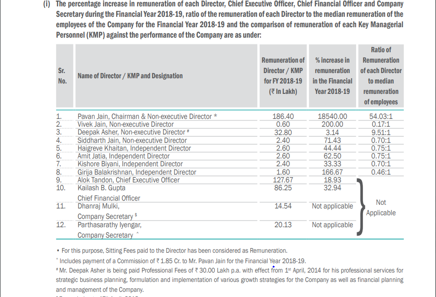 (i) The percentage increase in remuneration of each Director, Chief Executive Officer, Chief Financial Officer and Company
Secretary during the Financial Year 2018-19, ratio of the remuneration of each Director to the median remuneration of the
employees of the Company for the Financial Year 2018-19 and the comparison of remuneration of each Key Managerial
Personnel (KMP) against the performance of the Company are as under:
Sr. No. Name of Director / KMP and Designation Remuneration of Director / KMP for FY 2018-19 (₹ In Lakh) % increase in remuneration in the Financial Year 2018-19 Ratio of Remuneration of each Director to median remuneration of employees
1. Pavan Jain, Chairman & Non-executive Director 186.40 18540.00 54.03:1
2. Vivek Jain, Non-executive Director 0.60 200.00 0.17:1
3. Deepak Asher, Non-executive Director # 32.80 3.14 9.51:1
4. Siddharth Jain, Non-executive Director 2.40 71.43 0.70:1
5. Haigreve Khaitan, Independent Director 2.60 44.44 0.75:1
6. Amit Jatia, Independent Director 2.60 62.50 0.75:1
7. Kishore Biyani, Independent Director 2.40 33.33 0.70:1
8. Girija Balakrishnan, Independent Director 1.60 166.67 0.46:1
9. Alok Tandon, Chief Executive Officer 127.67 18.93
10. Kailash B. Gupta 86.25 32.94
Chief Financial Officer
11. Dhanraj Mulki, 14.54 Not applicable Not Applicable
Company Secretary $
12. Parthasarathy Iyengar, 20.13 Not applicable
Company Secretary ^
* For this purpose, Sitting Fees paid to the Director has been considered as Remuneration.
Includes payment of a Commission of ₹ 1.85 Cr. to Mr. Pavan Jain for the Financial Year 2018-19.
# Mr. Deepak Asher is being paid Professional Fees of ₹ 30.00 Lakh p.a. with effect from 1st April, 2014 for his professional services for
strategic business planning, formulation and implementation of various growth strategies for the Company as well as financial planning
and management of the Company.